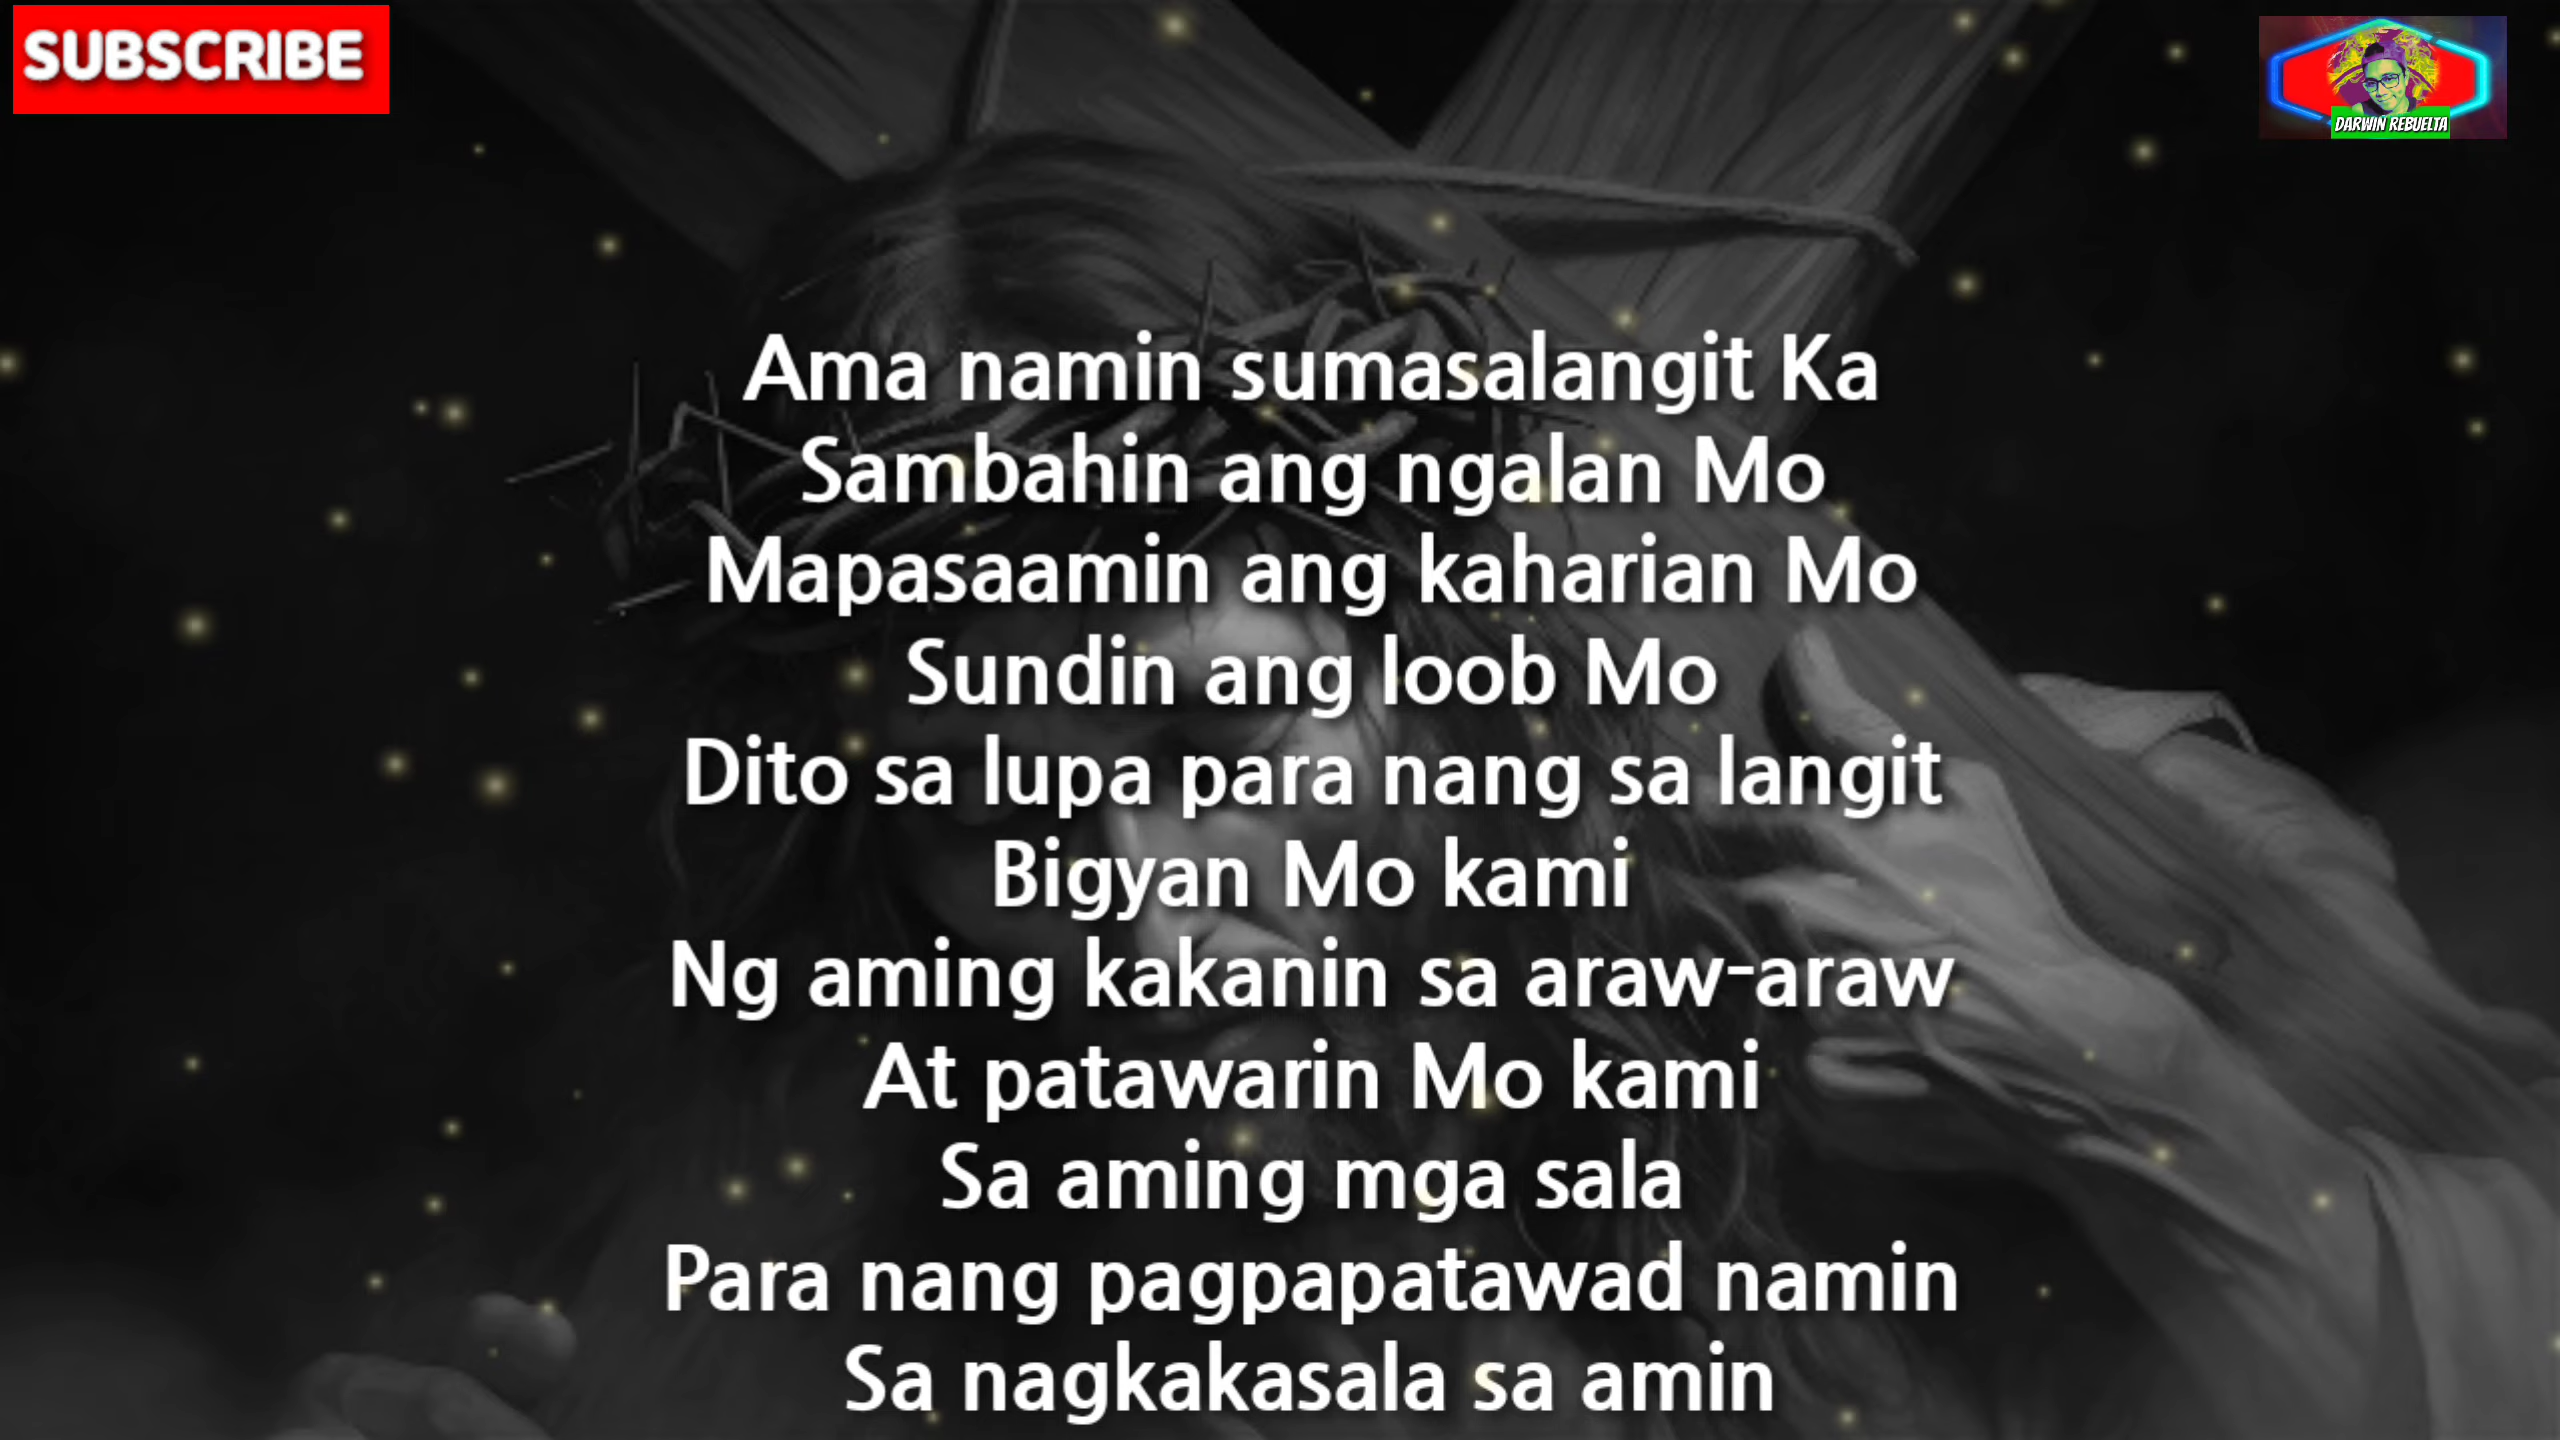 SUBSCRIBE
DARWIN REBUELTA
Ama namin sumasalangit Ka
Sambahin ang ngalan Mo
Mapasaamin ang kaharian Mo
Sundin ang loob Mo
Dito sa lupa para nang sa langit
Bigyan Mo kami
Ng aming kakanin sa araw-araw
At patawarin Mo kami
Sa aming mga sala
Para nang pagpapatawad namin
Sa nagkakasala sa amin